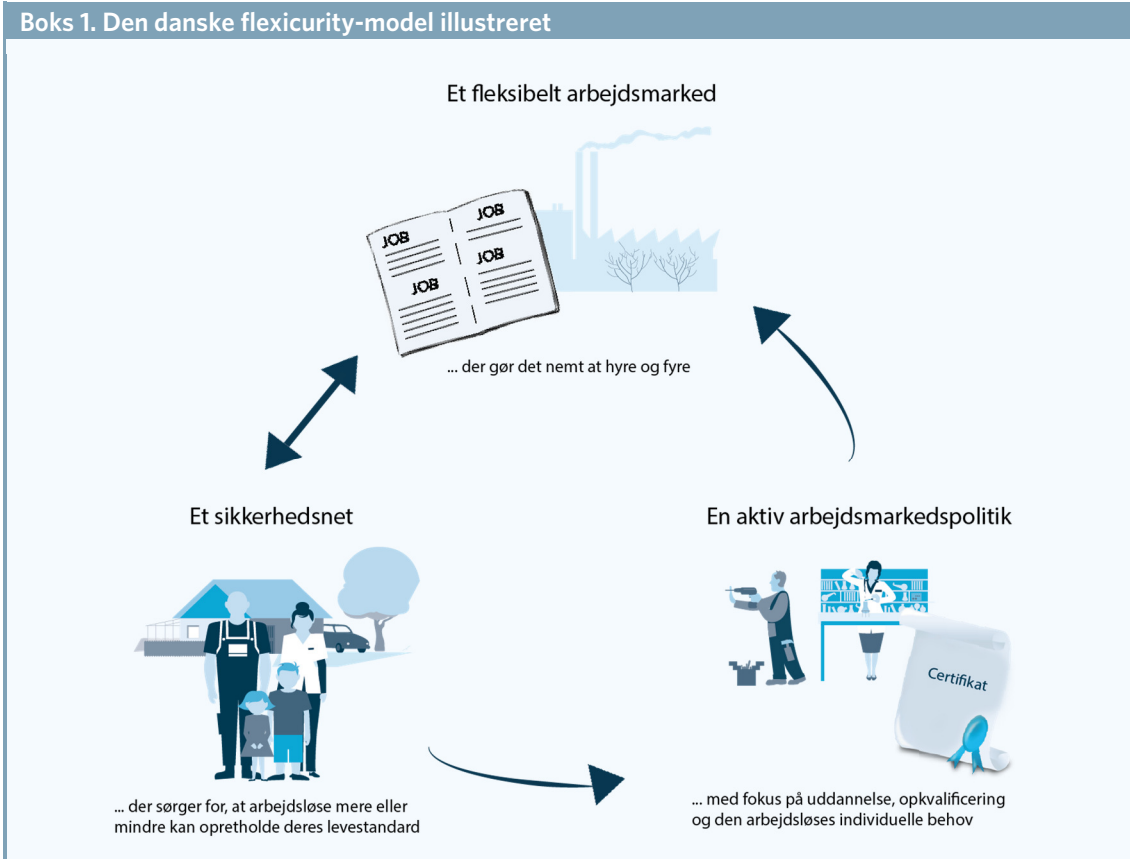 Boks 1. Den danske flexicurity-model illustreret
Et fleksibelt arbejdsmarked
JOB
JOB
JOB
JOB
... der gør det nemt at hyre og fyre
Et sikkerhedsnet
En aktiv arbejdsmarkedspolitik
Certifikat
... der sørger for, at arbejdsløse mere eller
mindre kan opretholde deres levestandard
... med fokus på uddannelse, opkvalificering
og den arbejdsløses individuelle behov